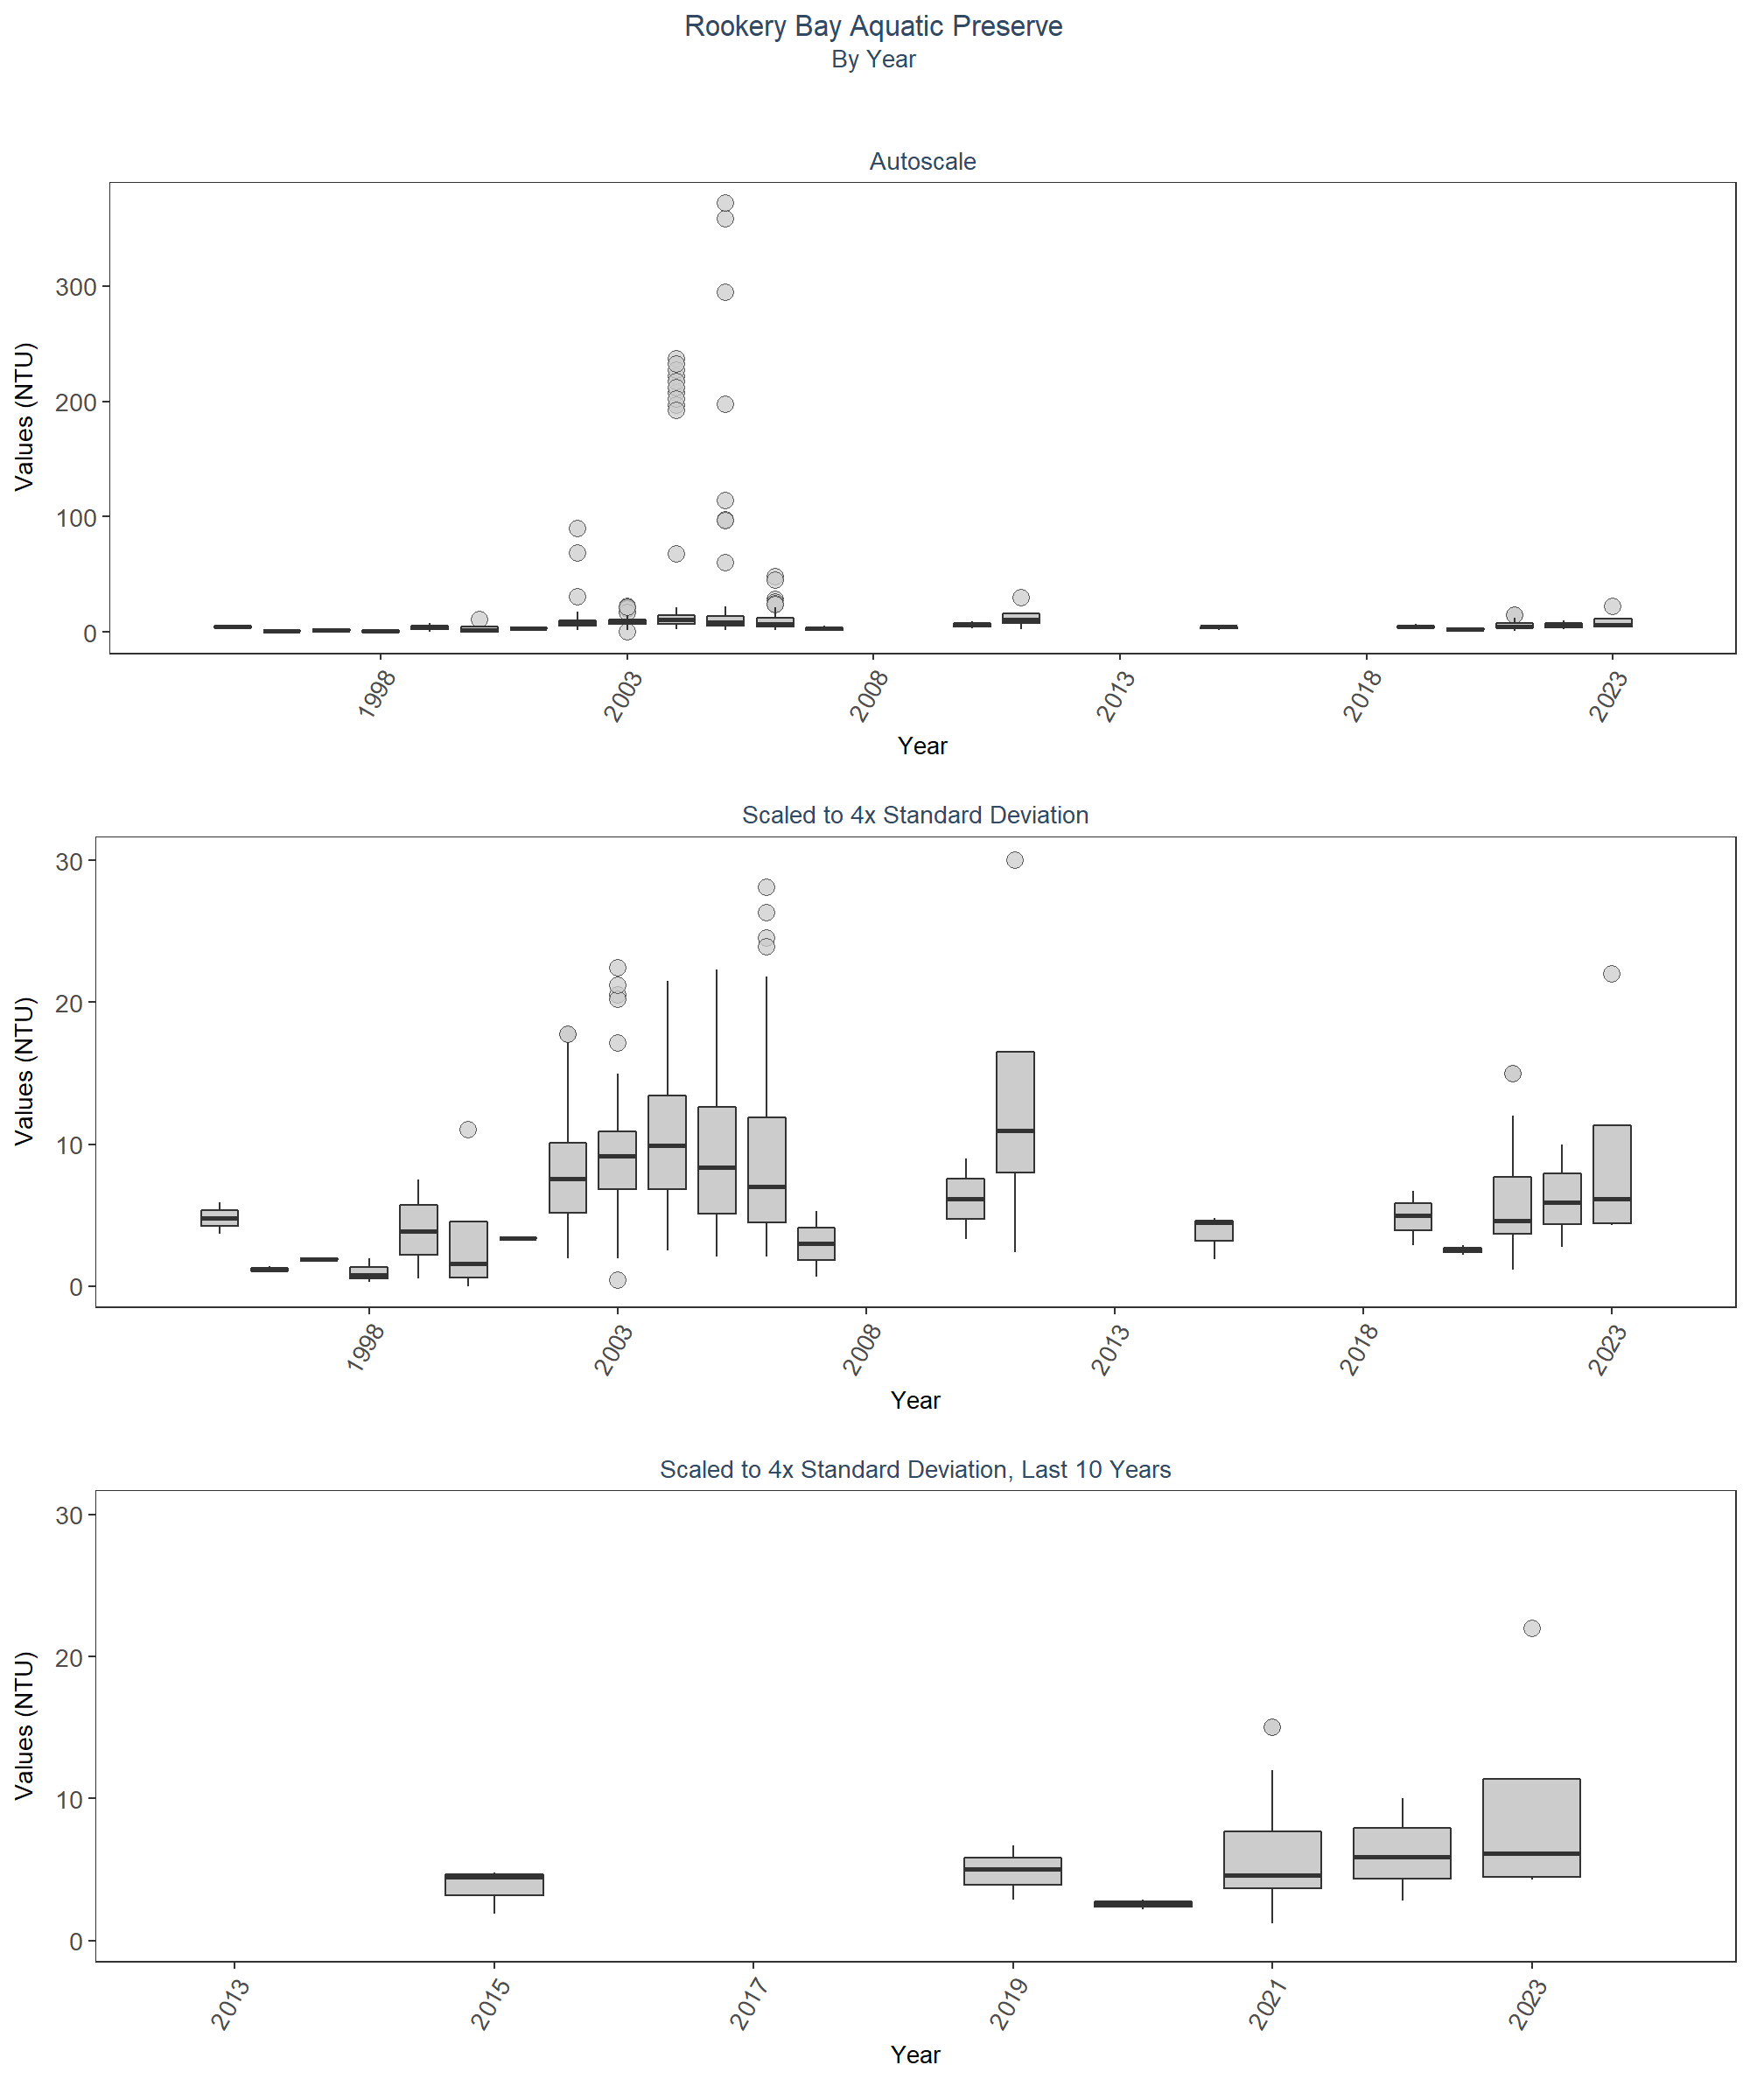 Rookery Bay Aquatic Preserve
By Year
Autoscale
Values (NTU)
300
200
100
0
1998 2003 2008 2013 2018 2023
Year
Scaled to 4x Standard Deviation
Values (NTU)
30
20
10
0
1998 2003 2008 2013 2018 2023
Year
Scaled to 4x Standard Deviation, Last 10 Years
Values (NTU)
30
20
10
0
2013 2015 2017 2019 2021 2023
Year